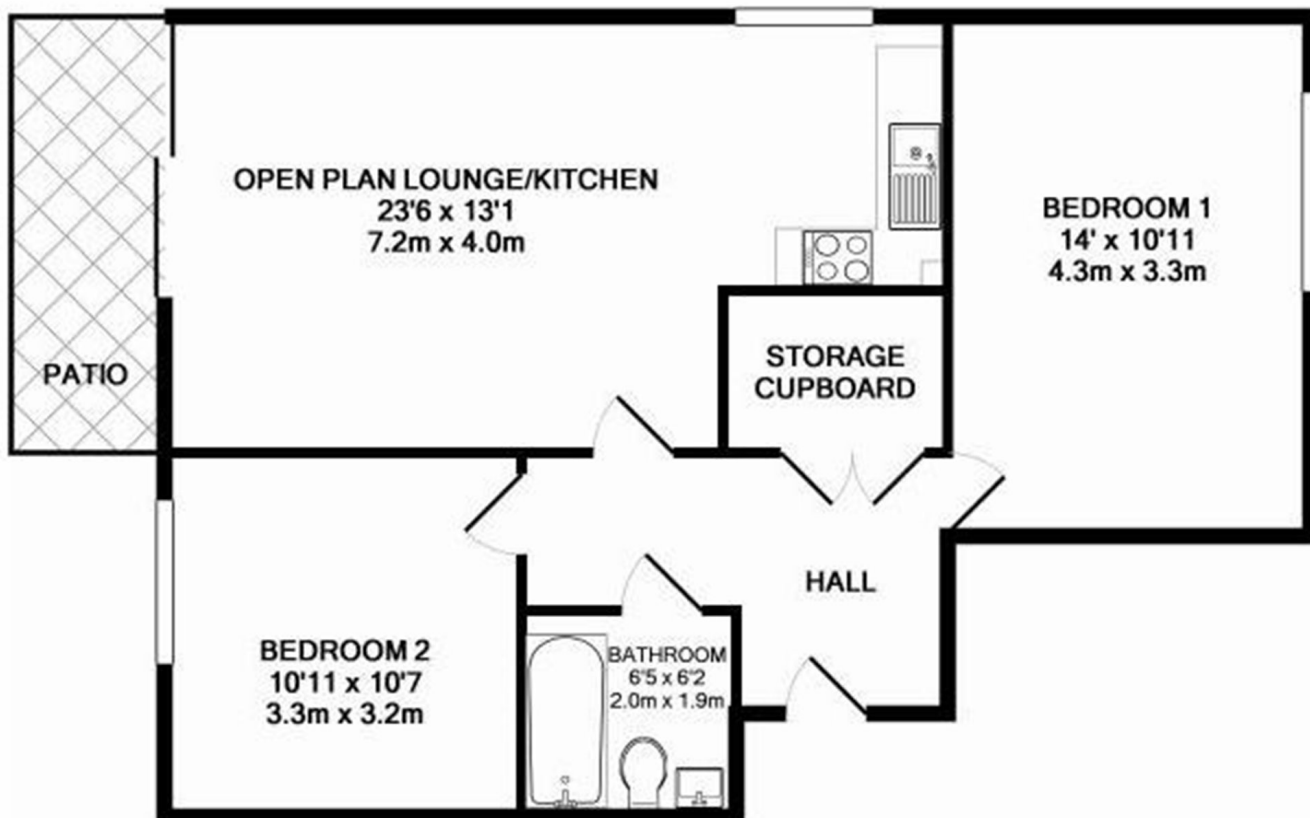 OPEN PLAN LOUNGE/KITCHEN
23'6 x 13'1
7.2m x 4.0m
BEDROOM 1
14' x 10'11
4.3m x 3.3m
PATIO
STORAGE
CUPBOARD
HALL
BEDROOM 2
10'11 x 10'7
3.3m x 3.2m
BATHROOM
6'5 x 6'2
2.0m x 1.9m